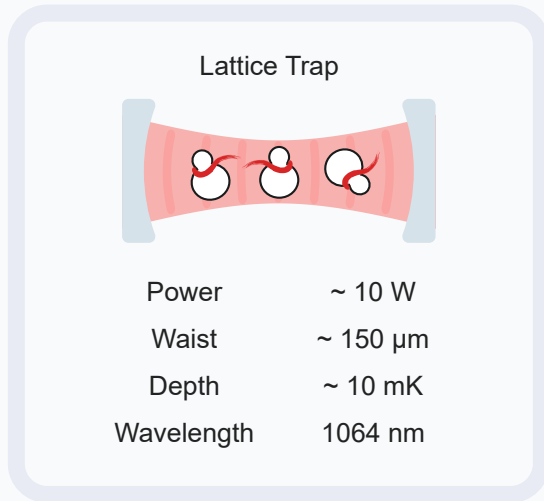 Lattice Trap
Power ~ 10 W
Waist ~ 150 µm
Depth ~ 10 mK
Wavelength 1064 nm